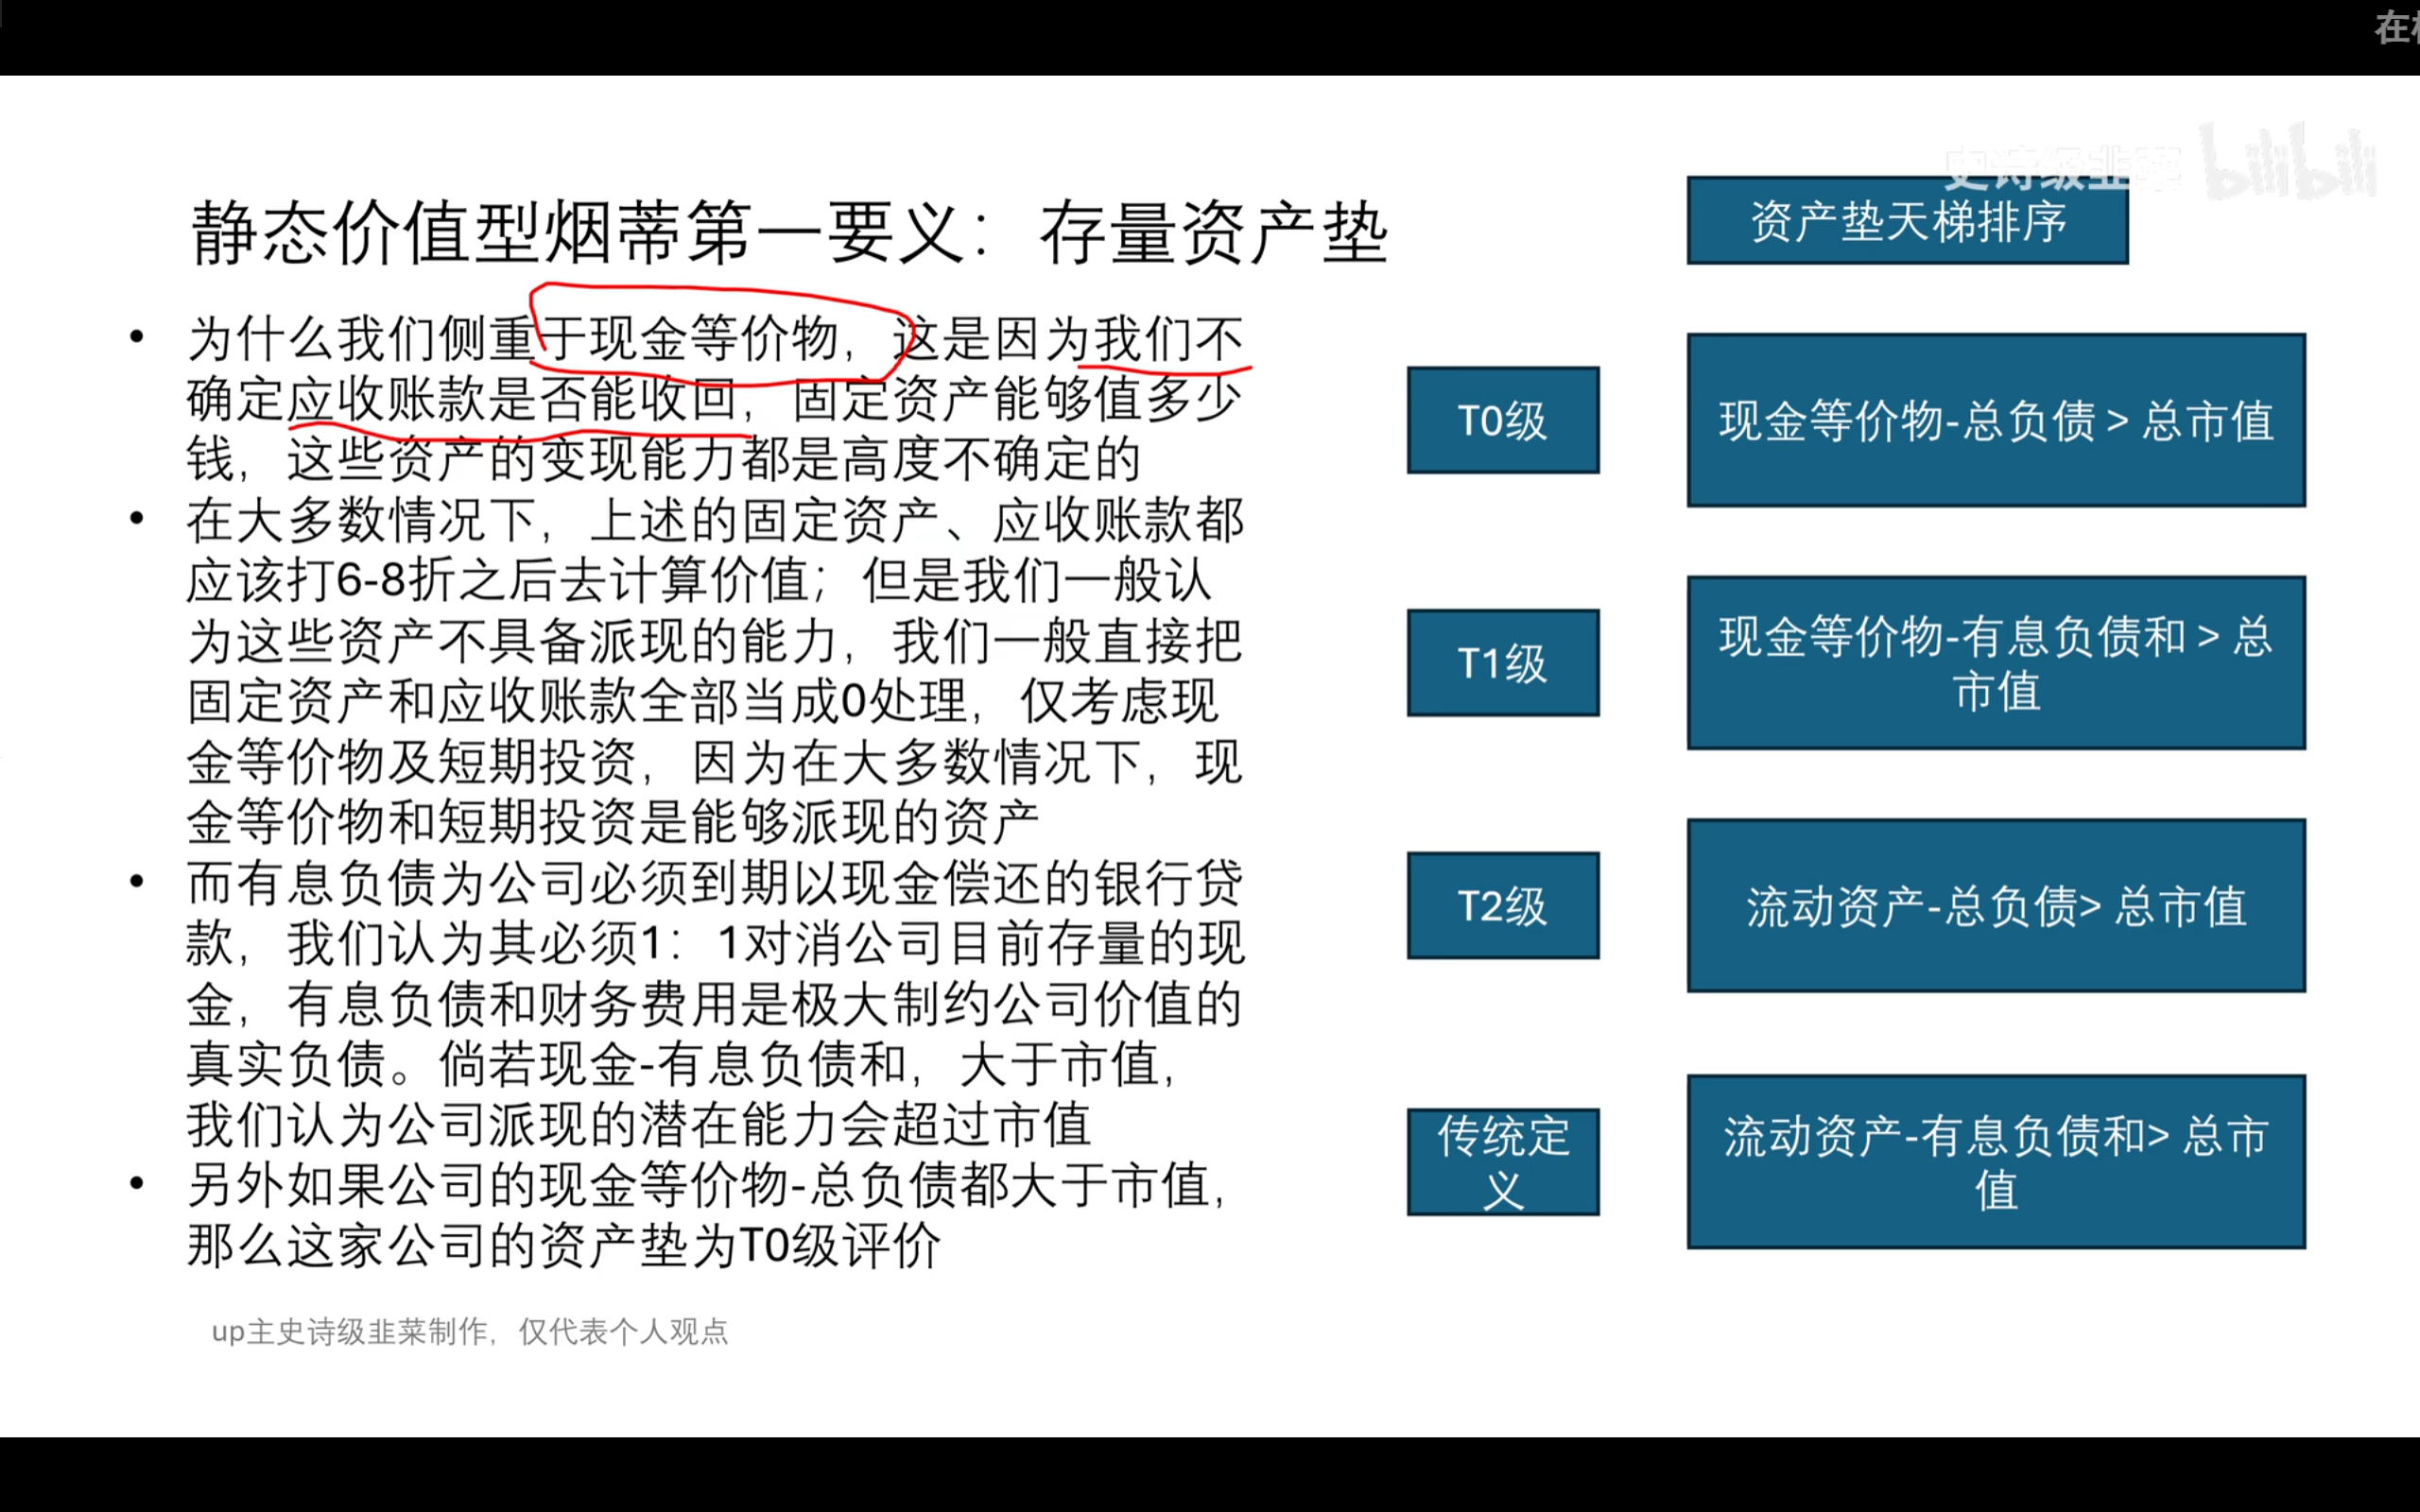 在
史诗级韭菜 bilibili
静态价值型烟蒂第一要义：存量资产垫
• 为什么我们侧重于现金等价物，这是因为我们不
确定应收账款是否能收回，固定资产能够值多少
钱，这些资产的变现能力都是高度不确定的
• 在大多数情况下，上述的固定资产、应收账款都
应该打6-8折之后去计算价值；但是我们一般认
为这些资产不具备派现的能力，我们一般直接把
固定资产和应收账款全部当成0处理，仅考虑现
金等价物及短期投资，因为在大多数情况下，现
金等价物和短期投资是能够派现的资产
• 而有息负债为公司必须到期以现金偿还的银行贷
款，我们认为其必须1：1对消公司目前存量的现
金，有息负债和财务费用是极大制约公司价值的
真实负债。倘若现金-有息负债和，大于市值，
我们认为公司派现的潜在能力会超过市值
• 另外如果公司的现金等价物-总负债都大于市值，
那么这家公司的资产垫为T0级评价
up主史诗级韭菜制作，仅代表个人观点
资产垫天梯排序
T0级
现金等价物-总负债 > 总市值
T1级
现金等价物-有息负债和 > 总
市值
T2级
流动资产-总负债> 总市值
传统定
义
流动资产-有息负债和> 总市
值